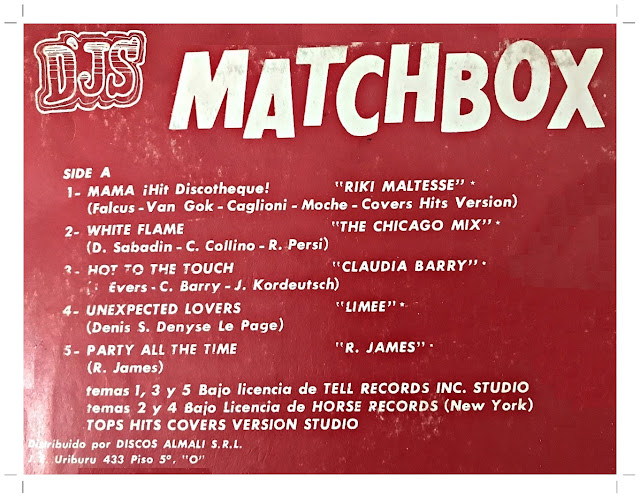 D'JS MATCHBOX
SIDE A
1- MAMA ¡Hit Discotheque! "RIKI MALTESSE" *
(Falcus - Van Gok - Caglioni - Moche - Covers Hits Version)
2- WHITE FLAME "THE CHICAGO MIX" *
(D. Sabadin - C. Collino - R. Persi)
3- HOT TO THE TOUCH "CLAUDIA BARRY" *
Evers - C. Barry - J. Kordeutsch)
4- UNEXPECTED LOVERS "LIMEE" *
(Denis S. Denyse Le Page)
5- PARTY ALL THE TIME "R. JAMES" *
(R. James)
temas 1, 3 y 5 Bajo licencia de TELL RECORDS INC. STUDIO
temas 2 y 4 Bajo Licencia de HORSE RECORDS (New York)
TOPS HITS COVERS VERSION STUDIO
Distribuido por DISCOS ALMALI S.R.L.
J.E. Uriburu 433 Piso 5º, "O"